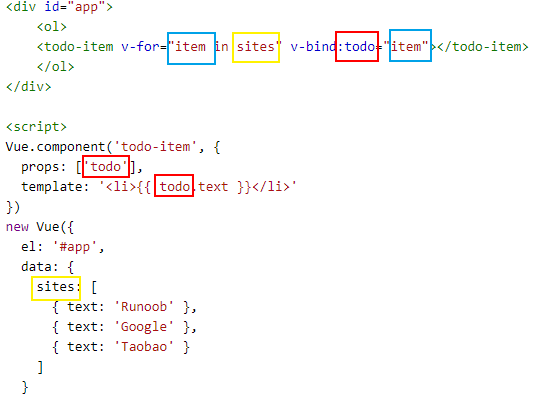 <div id="app">
    <ol>
    <todo-item v-for="item in sites" v-bind:todo="item"></todo-item>
    </ol>
</div>

<script>
Vue.component('todo-item', {
  props: ['todo'],
  template: '<li>{{ todo.text }}</li>'
})
new Vue({
  el: '#app',
  data: {
    sites: [
      { text: 'Runoob' },
      { text: 'Google' },
      { text: 'Taobao' }
    ]
  }